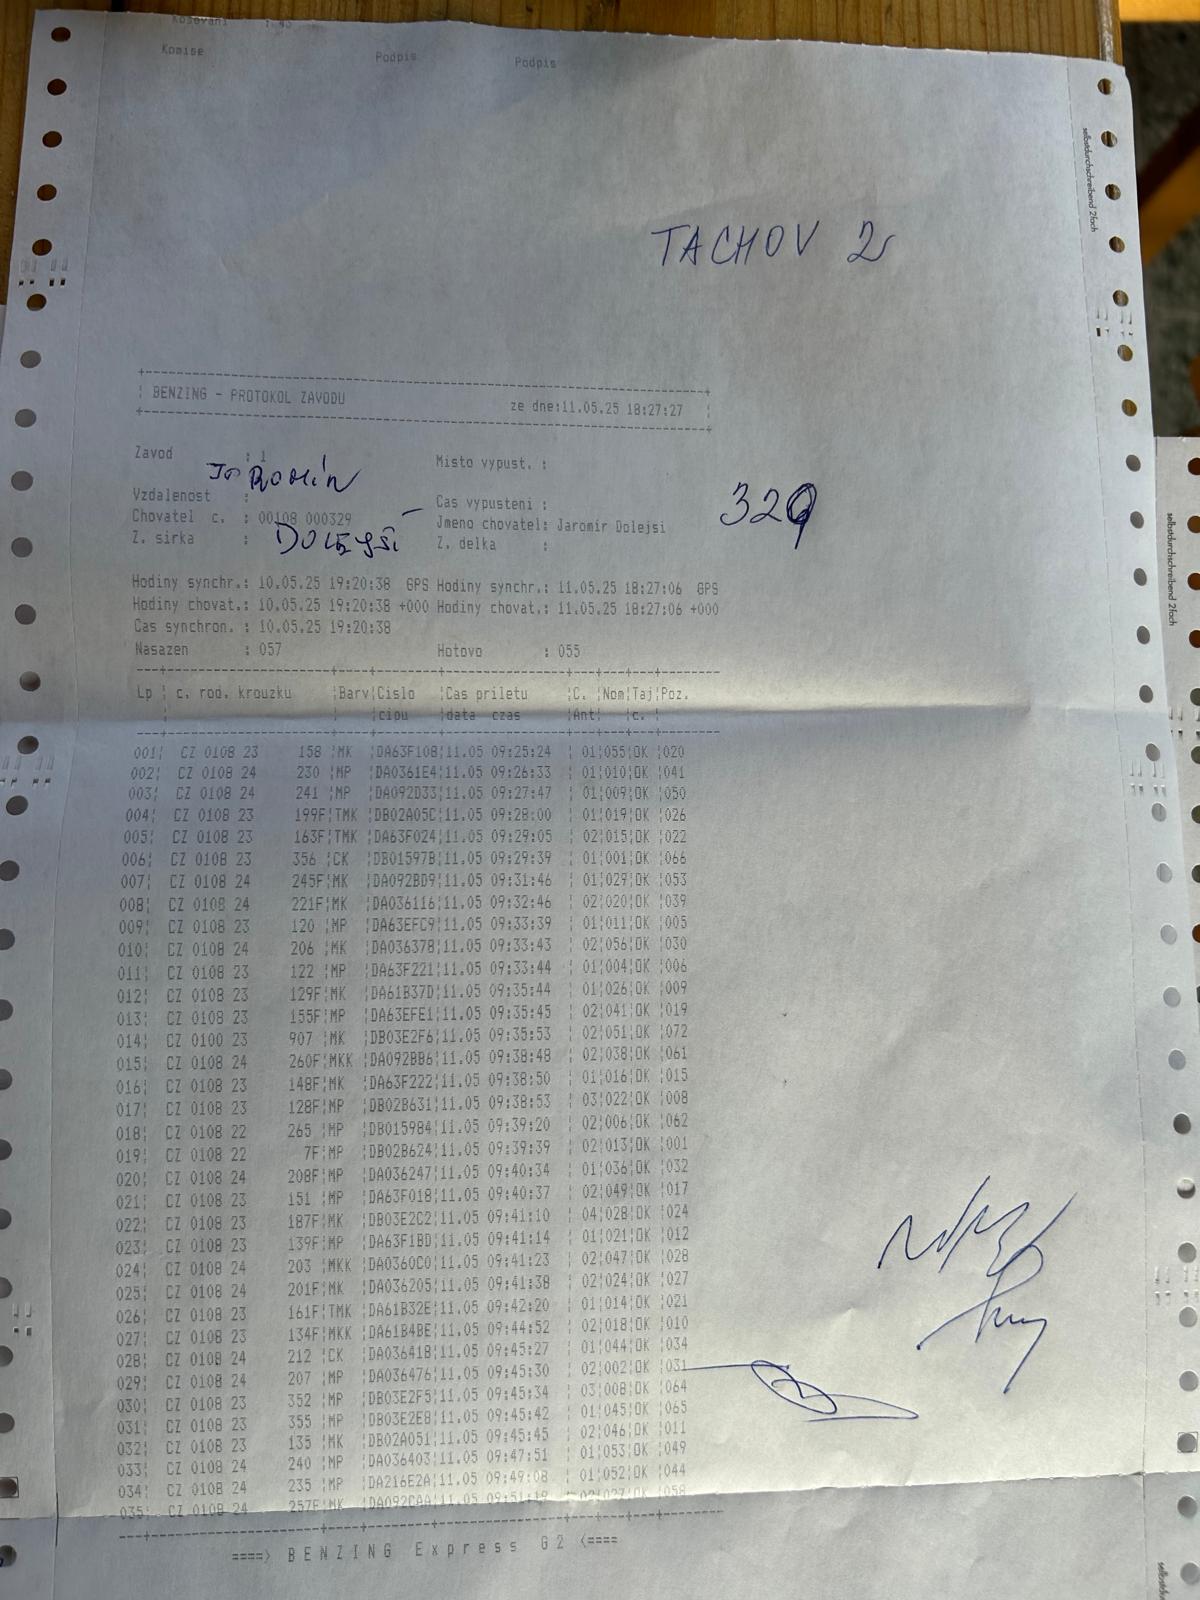 Kosovani : 48
Komise Podpis Podpis
selbstdurchschreibend 2fach
TACHOV 2
BENZING - PROTOKOL ZAVODU ze dne:11.05.25 18:27:27
Zavod : 1 Misto vypust. :
JAROMÍR
Vzdalenost : Cas vypusteni :
329
Chovatel c. : 00108 000329 Jmeno chovatel: Jaromir Dolejsi
Z. sirka : DOLEJŠÍ Z. delka :
selbstdurchschreibend 2fach
Hodiny synchr.: 10.05.25 19:20:38 GPS Hodiny synchr.: 11.05.25 18:27:06 GPS
Hodiny chovat.: 10.05.25 19:20:38 +000 Hodiny chovat.: 11.05.25 18:27:06 +000
Cas synchron. : 10.05.25 19:20:38
Nasazen : 057 Hotovo : 055
Lp ¦ c. rod. krouzku ¦Barv¦Cislo ¦Cas priletu ¦C. ¦Nom¦Taj¦Poz.
¦cipu ¦data czas ¦Ant¦ ¦c. ¦
001¦ CZ 0108 23 158 ¦MK ¦DA63F108¦11.05 09:25:24 ¦ 01¦055¦OK ¦020
002¦ CZ 0108 24 230 ¦MP ¦DA0361E4¦11.05 09:26:33 ¦ 01¦010¦OK ¦041
003¦ CZ 0108 24 241 ¦MP ¦DA092D33¦11.05 09:27:47 ¦ 01¦009¦OK ¦050
004¦ CZ 0108 23 199F¦TMK ¦DB02A05C¦11.05 09:28:00 ¦ 01¦019¦OK ¦026
005¦ CZ 0108 23 163F¦TMK ¦DA63F024¦11.05 09:29:05 ¦ 02¦015¦OK ¦022
006¦ CZ 0108 23 356 ¦CK ¦DB01597B¦11.05 09:29:39 ¦ 01¦001¦OK ¦066
007¦ CZ 0108 24 245F¦MK ¦DA092BD9¦11.05 09:31:46 ¦ 01¦029¦OK ¦053
008¦ CZ 0108 24 221F¦MK ¦DA036116¦11.05 09:32:46 ¦ 02¦020¦OK ¦039
009¦ CZ 0108 23 120 ¦MP ¦DA63EFC9¦11.05 09:33:39 ¦ 01¦011¦OK ¦005
010¦ CZ 0108 24 206 ¦MK ¦DA036378¦11.05 09:33:43 ¦ 02¦056¦OK ¦030
011¦ CZ 0108 23 122 ¦MP ¦DA63F221¦11.05 09:33:44 ¦ 01¦004¦OK ¦006
012¦ CZ 0108 23 129F¦MK ¦DA61B37D¦11.05 09:35:44 ¦ 01¦026¦OK ¦009
013¦ CZ 0108 23 155F¦MP ¦DA63EFE1¦11.05 09:35:45 ¦ 02¦041¦OK ¦019
014¦ CZ 0100 23 907 ¦MK ¦DB03E2F6¦11.05 09:35:53 ¦ 02¦051¦OK ¦072
015¦ CZ 0108 24 260F¦MKK ¦DA092BB6¦11.05 09:38:48 ¦ 02¦038¦OK ¦061
016¦ CZ 0108 23 148F¦MK ¦DA63F222¦11.05 09:38:50 ¦ 01¦016¦OK ¦015
017¦ CZ 0108 23 128F¦MP ¦DB02B631¦11.05 09:38:53 ¦ 03¦022¦OK ¦008
018¦ CZ 0108 22 265 ¦MP ¦DB015984¦11.05 09:39:20 ¦ 02¦006¦OK ¦062
019¦ CZ 0108 22 7F¦MP ¦DB02B624¦11.05 09:39:39 ¦ 02¦013¦OK ¦001
020¦ CZ 0108 24 208F¦MP ¦DA036247¦11.05 09:40:34 ¦ 01¦036¦OK ¦032
021¦ CZ 0108 23 151 ¦MP ¦DA63F018¦11.05 09:40:37 ¦ 02¦049¦OK ¦017
022¦ CZ 0108 23 187F¦MK ¦DB03E2C2¦11.05 09:41:10 ¦ 04¦028¦OK ¦024
023¦ CZ 0108 23 139F¦MP ¦DA63F1BD¦11.05 09:41:14 ¦ 01¦021¦OK ¦012
024¦ CZ 0108 24 203 ¦MKK ¦DA0360C0¦11.05 09:41:23 ¦ 02¦047¦OK ¦028
025¦ CZ 0108 24 201F¦MK ¦DA036205¦11.05 09:41:38 ¦ 02¦024¦OK ¦027
026¦ CZ 0108 23 161F¦TMK ¦DA61B32E¦11.05 09:42:20 ¦ 01¦014¦OK ¦021
027¦ CZ 0108 23 134F¦MKK ¦DA61B4BE¦11.05 09:44:52 ¦ 02¦018¦OK ¦010
028¦ CZ 0108 24 212 ¦CK ¦DA03641B¦11.05 09:45:27 ¦ 01¦044¦OK ¦034
029¦ CZ 0108 24 207 ¦MP ¦DA036476¦11.05 09:45:30 ¦ 02¦002¦OK ¦031
030¦ CZ 0108 23 352 ¦MP ¦DB03E2F5¦11.05 09:45:34 ¦ 03¦008¦OK ¦064
031¦ CZ 0108 23 355 ¦MP ¦DB03E2E8¦11.05 09:45:42 ¦ 01¦045¦OK ¦065
032¦ CZ 0108 23 135 ¦MK ¦DB02A051¦11.05 09:45:45 ¦ 02¦046¦OK ¦011
033¦ CZ 0108 24 240 ¦MP ¦DA036403¦11.05 09:47:51 ¦ 01¦053¦OK ¦049
034¦ CZ 0108 24 235 ¦MP ¦DA216E2A¦11.05 09:49:08 ¦ 01¦052¦OK ¦044
035¦ CZ 0108 24 257F¦MK ¦DA092CAA¦11.05 09:51:19 ¦ 02¦027¦OK ¦058
====> BENZING Express G2 <====